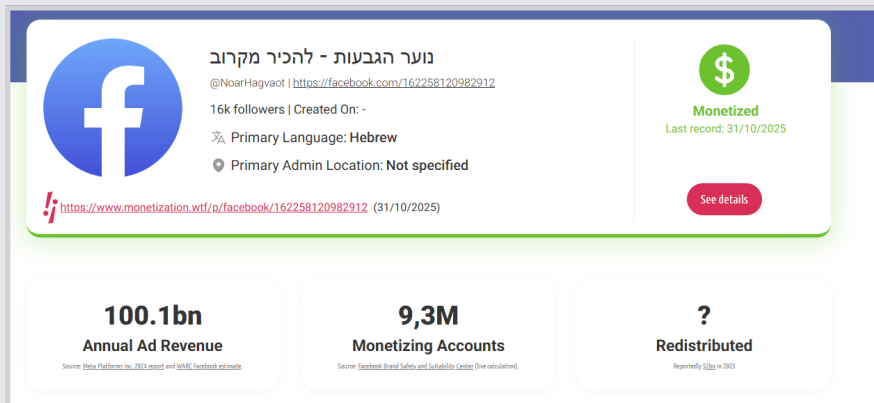 נוער הגבעות - להכיר מקרוב
@NoarHagvaot | https://facebook.com/162258120982912
16k followers | Created On: -
Primary Language: Hebrew
Primary Admin Location: Not specified
https://www.monetization.wtf/p/facebook/162258120982912 (31/10/2025)
$
Monetized
Last record: 31/10/2025
See details
100.1bn
Annual Ad Revenue
Source: Meta Platforms Inc. 2024 report and WARC Facebook estimate.
9,3M
Monetizing Accounts
Source: Facebook Brand Safety and Suitability Center (live calculation).
?
Redistributed
Reportedly $2bn in 2023